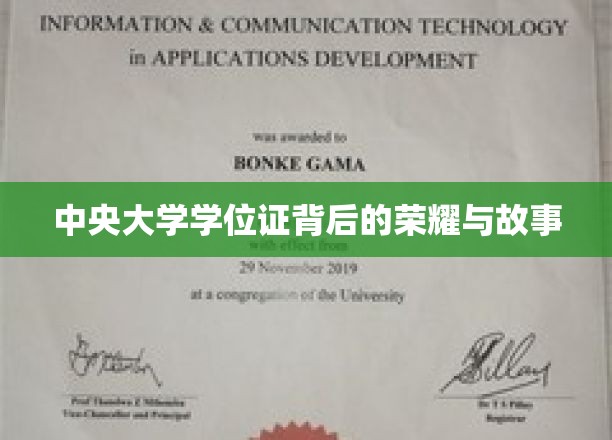 INFORMATION & COMMUNICATION TECHNOLOGY
in APPLICATIONS DEVELOPMENT
was awarded to
BONKE GAMA
中央大学学位证背后的荣耀与故事
with effect from
29 November 2019
at a congregation of the University
Vice-Chancellor and Principal
Registrar